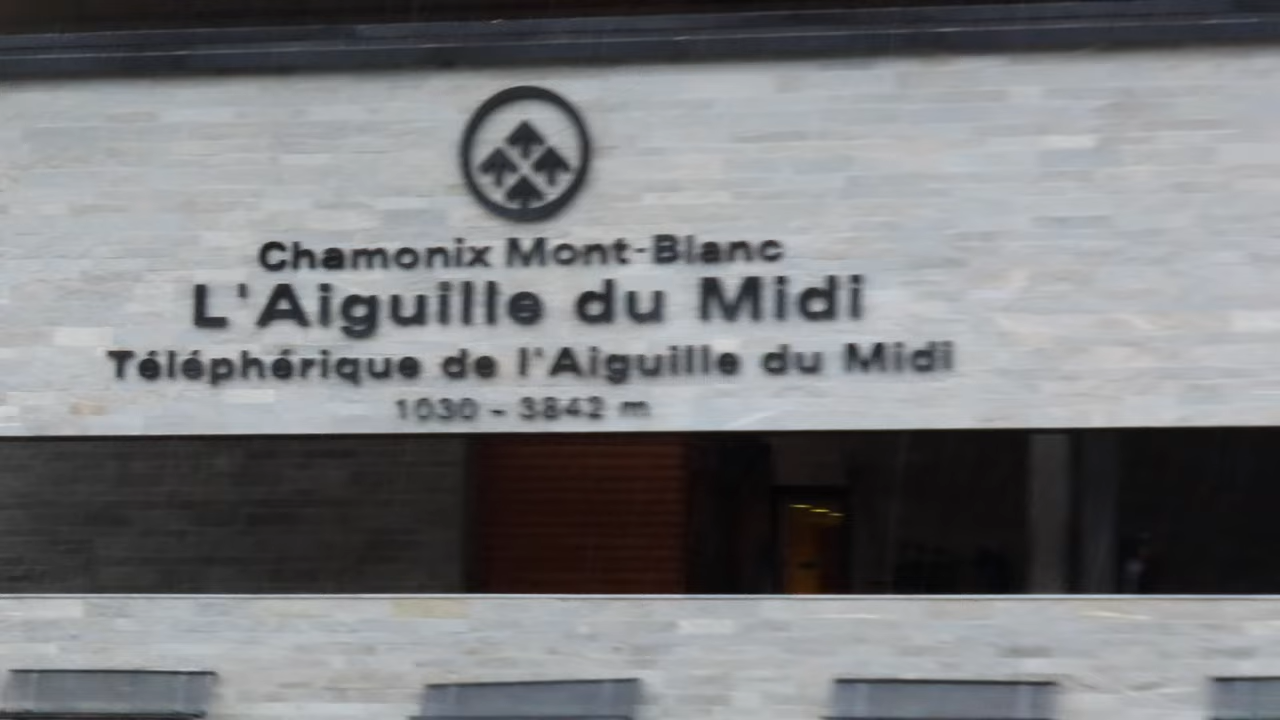 Chamonix Mont-Blanc
L'Aiguille du Midi
Téléphérique de l'Aiguille du Midi
1030 - 3842 m